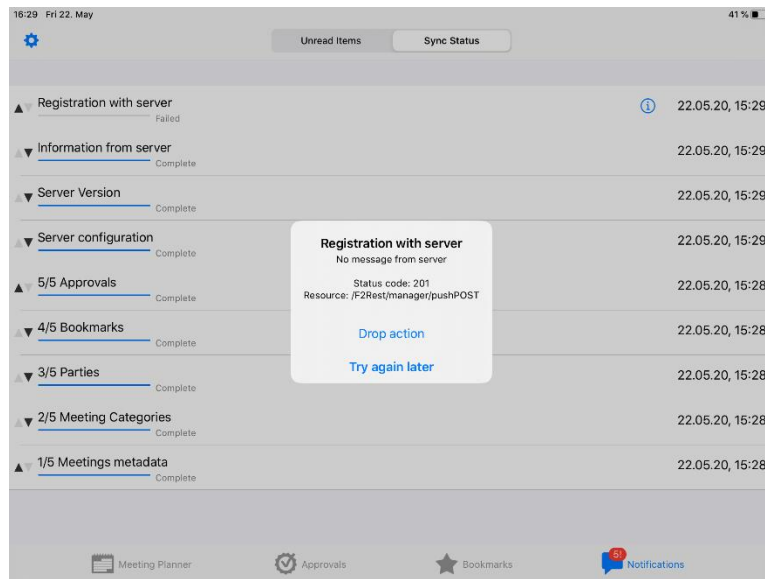 16:29 Fri 22. May
41 %
Unread Items
Sync Status
Registration with server
Failed
22.05.20, 15:29
Information from server
Complete
22.05.20, 15:29
Server Version
Complete
22.05.20, 15:29
Server configuration
Complete
22.05.20, 15:29
5/5 Approvals
Complete
22.05.20, 15:28
4/5 Bookmarks
Complete
22.05.20, 15:28
3/5 Parties
Complete
22.05.20, 15:28
2/5 Meeting Categories
Complete
22.05.20, 15:28
1/5 Meetings metadata
Complete
22.05.20, 15:28
Registration with server
No message from server
Status code: 201
Resource: /F2Rest/manager/pushPOST
Drop action
Try again later
Meeting Planner
Approvals
Bookmarks
5!
Notifications